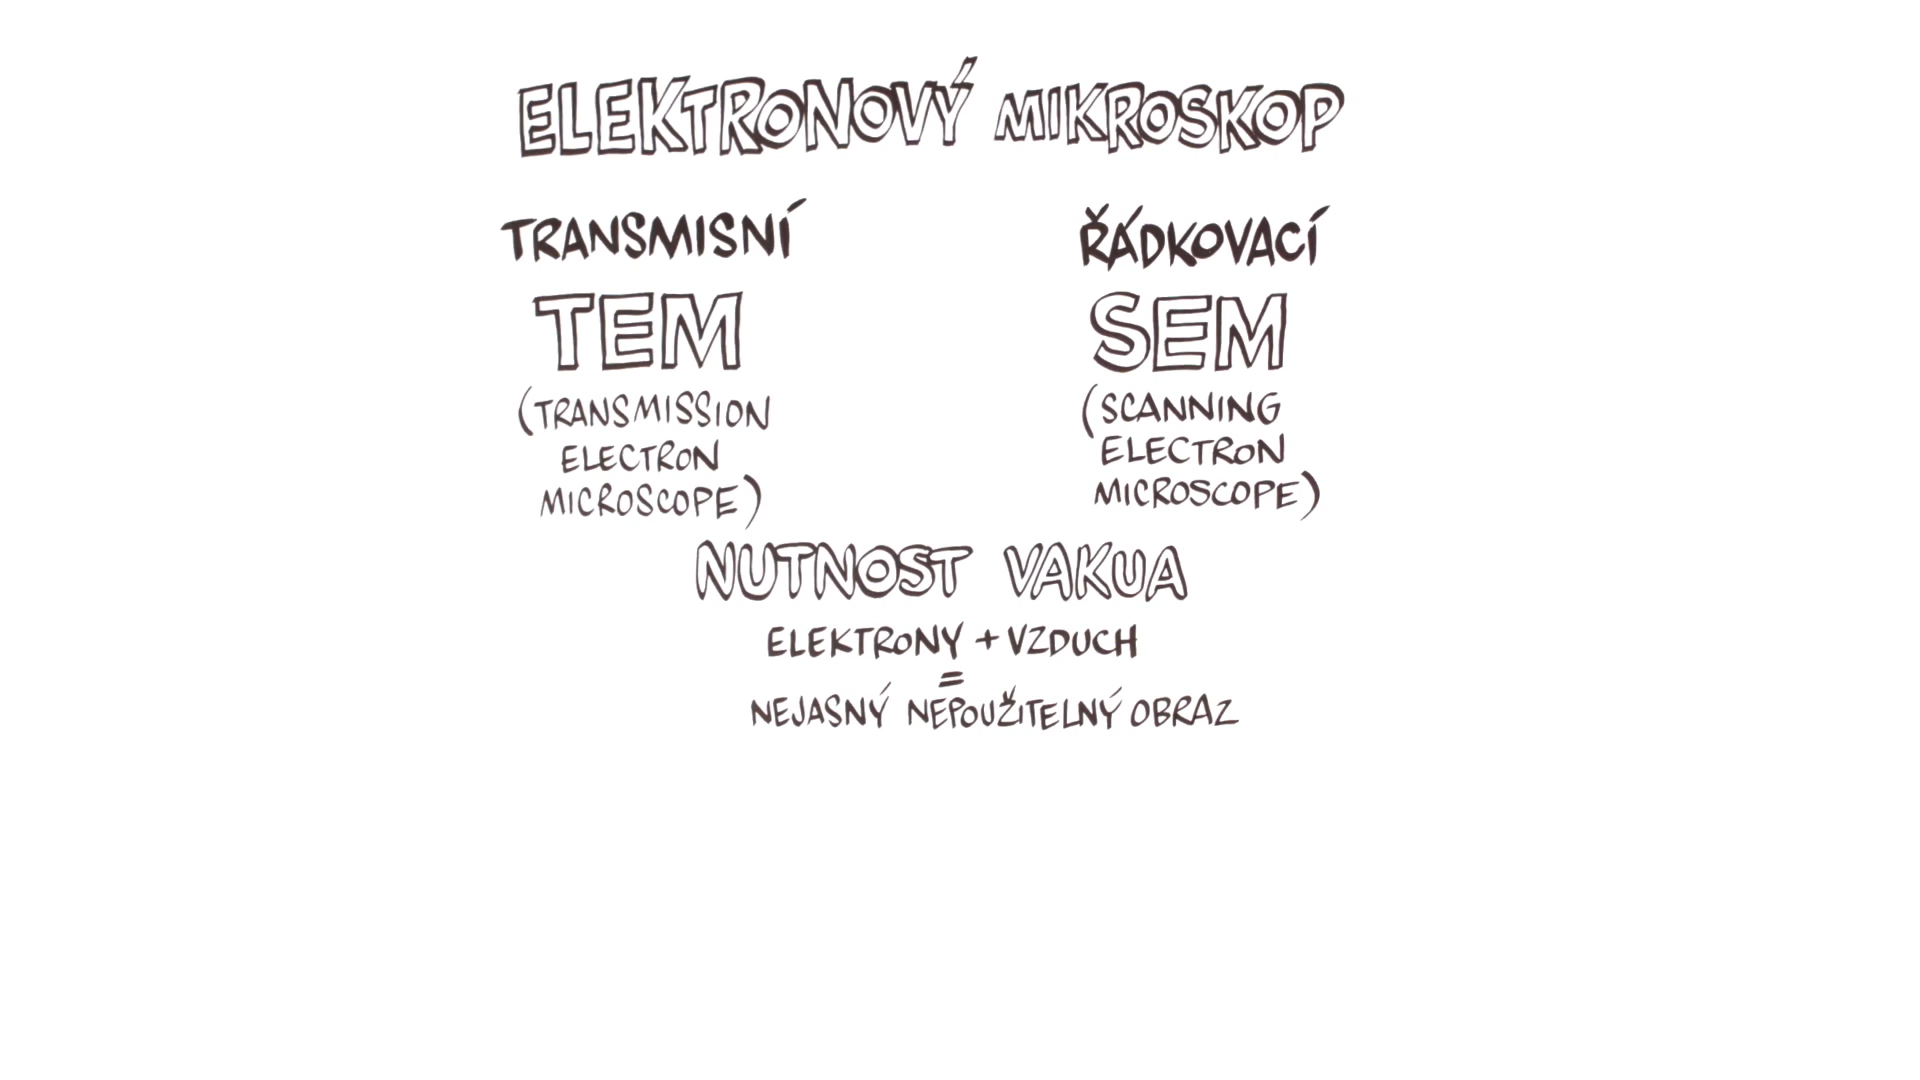 ELEKTRONOVÝ MIKROSKOP
TRANSMISNÍ
TEM
(TRANSMISSION
ELECTRON
MICROSCOPE)
ŘÁDKOVACÍ
SEM
(SCANNING
ELECTRON
MICROSCOPE)
NUTNOST VAKUA
ELEKTRONY + VZDUCH
=
NEJASNÝ NEPOUŽITELNÝ OBRAZ